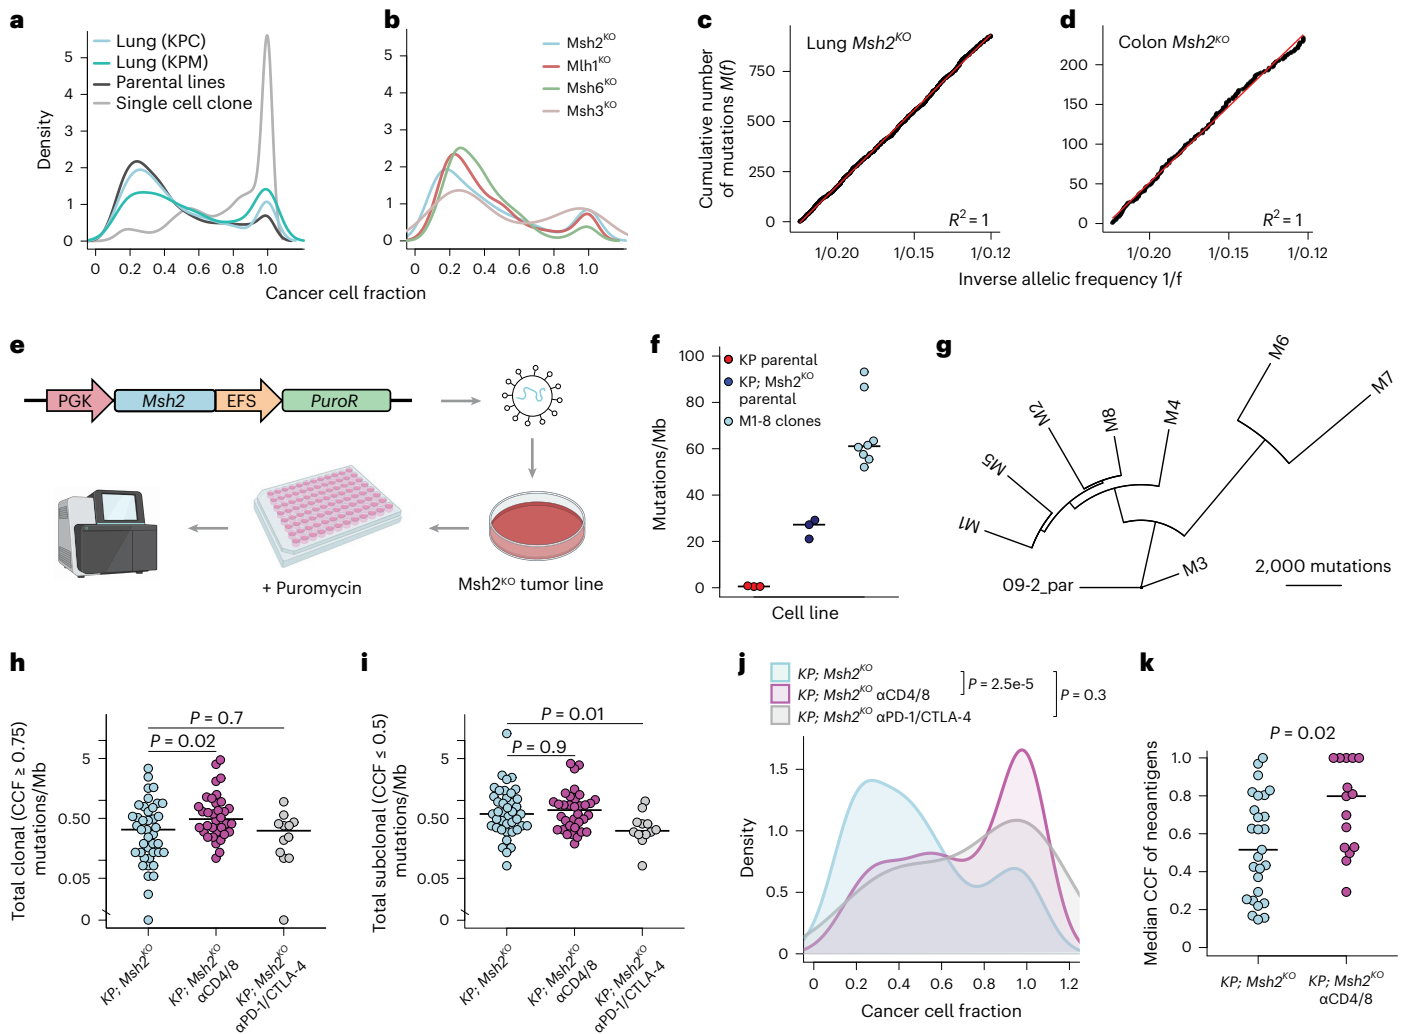 a
Lung (KPC)
Lung (KPM)
Parental lines
Single cell clone
Density
5
4
3
2
1
0
0
0.2
0.4
0.6
0.8
1.0
b
Msh2KO
Mlh1KO
Msh6KO
Msh3KO
5
4
3
2
1
0
0
0.2
0.4
0.6
0.8
1.0
Cancer cell fraction
c
Lung Msh2KO
Cumulative number
of mutations M(f)
750
500
250
0
R2 = 1
1/0.20
1/0.15
1/0.12
d
Colon Msh2KO
200
150
100
50
0
R2 = 1
1/0.20
1/0.15
1/0.12
Inverse allelic frequency 1/f
e
PGK
Msh2
EFS
PuroR
+ Puromycin
Msh2KO tumor line
f
Mutations/Mb
100
80
60
40
20
0
KP parental
KP; Msh2KO
parental
M1-8 clones
Cell line
g
M6
M7
M2
M8
M4
M5
M1
M3
09-2_par
2,000 mutations
h
Total clonal (CCF ≥ 0.75)
mutations/Mb
P = 0.7
P = 0.02
5
0.50
0.05
0
KP; Msh2KO
KP; Msh2KO
αCD4/8
KP; Msh2KO
αPD-1/CTLA-4
i
Total subclonal (CCF ≤ 0.5)
mutations/Mb
P = 0.01
P = 0.9
5
0.50
0.05
0
KP; Msh2KO
KP; Msh2KO
αCD4/8
KP; Msh2KO
αPD-1/CTLA-4
j
KP; Msh2KO
KP; Msh2KO αCD4/8
KP; Msh2KO αPD-1/CTLA-4
P = 2.5e-5
P = 0.3
Density
1.5
1.0
0.5
0
0
0.2
0.4
0.6
0.8
1.0
1.2
Cancer cell fraction
k
P = 0.02
Median CCF of neoantigens
1.0
0.8
0.6
0.4
0.2
0
KP; Msh2KO
KP; Msh2KO
αCD4/8